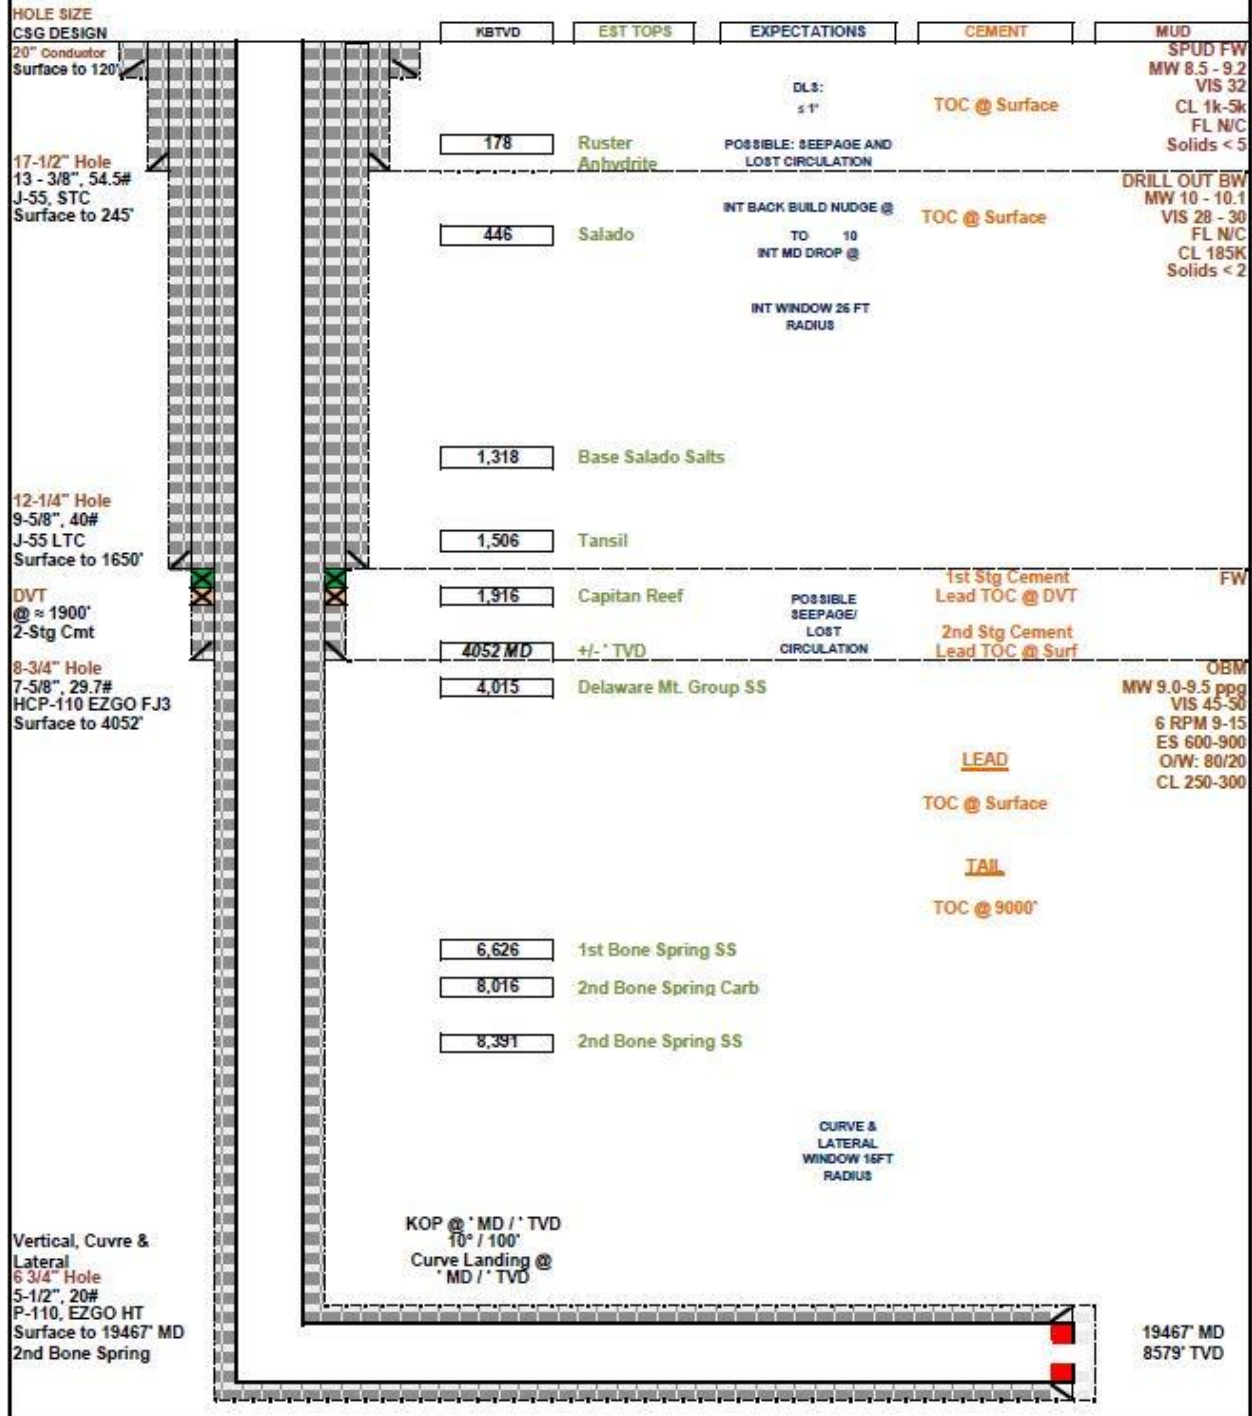 HOLE SIZE
CSG DESIGN
KBTVD
EST TOPS
EXPECTATIONS
CEMENT
MUD
20" Conductor
Surface to 120'
SPUD FW
MW 8.5 - 9.2
VIS 32
CL 1k-5k
FL N/C
Solids < 5
DLS:
≤ 1°
TOC @ Surface
178
Ruster
Anhydrite
POSSIBLE: SEEPAGE AND
LOST CIRCULATION
17-1/2" Hole
13 - 3/8", 54.5#
J-55, STC
Surface to 245'
DRILL OUT BW
MW 10 - 10.1
VIS 28 - 30
FL N/C
CL 185K
Solids < 2
INT BACK BUILD NUDGE @
TO 10
INT MD DROP @
TOC @ Surface
446
Salado
INT WINDOW 25 FT
RADIUS
1,318
Base Salado Salts
12-1/4" Hole
9-5/8", 40#
J-55 LTC
Surface to 1650'
1,506
Tansil
DVT
@ ≈ 1900'
2-Stg Cmt
1,916
Capitan Reef
POSSIBLE
SEEPAGE/
LOST
CIRCULATION
1st Stg Cement
Lead TOC @ DVT
2nd Stg Cement
Lead TOC @ Surf
FW
4052 MD
+/- ' TVD
8-3/4" Hole
7-5/8", 29.7#
HCP-110 EZGO FJ3
Surface to 4052'
4,015
Delaware Mt. Group SS
OBM
MW 9.0-9.5 ppg
VIS 45-50
6 RPM 9-15
ES 600-900
O/W: 80/20
CL 250-300
LEAD
TOC @ Surface
TAIL
TOC @ 9000'
6,626
1st Bone Spring SS
8,016
2nd Bone Spring Carb
8,391
2nd Bone Spring SS
CURVE &
LATERAL
WINDOW 15FT
RADIUS
KOP @ ' MD / ' TVD
10° / 100'
Curve Landing @
' MD / ' TVD
Vertical, Cuvre &
Lateral
6 3/4" Hole
5-1/2", 20#
P-110, EZGO HT
Surface to 19467' MD
2nd Bone Spring
19467' MD
8579' TVD